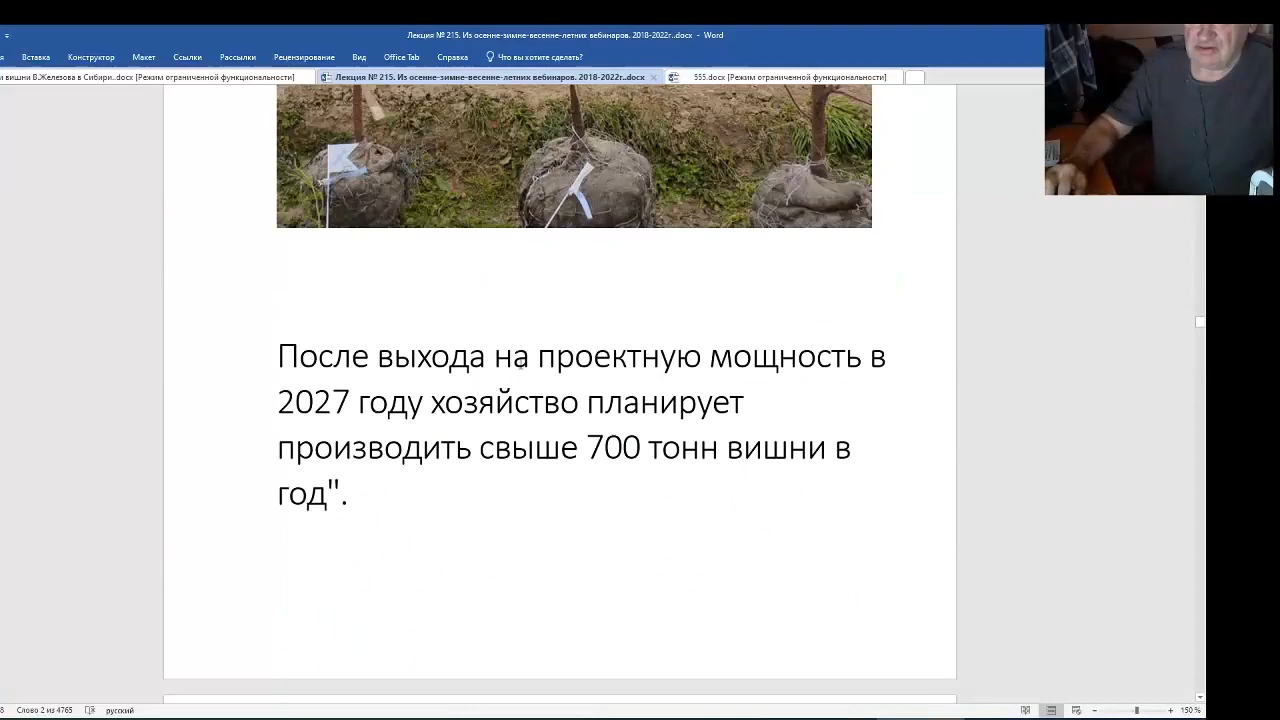 Лекция № 215. Из осенне-зимне-весенне-летних вебинаров. 2018-2022г..docx - Word
я Вставка Конструктор Макет Ссылки Рассылки Рецензирование Вид Office Tab Справка Что вы хотите сделать?
и вишни В.Железова в Сибири..docx [Режим ограниченной функциональности] Лекция № 215. Из осенне-зимне-весенне-летних вебинаров. 2018-2022г..docx 555.docx [Режим ограниченной функциональности]
После выхода на проектную мощность в
2027 году хозяйство планирует
производить свыше 700 тонн вишни в
год".
8 Слово 2 из 4765 русский 150 %